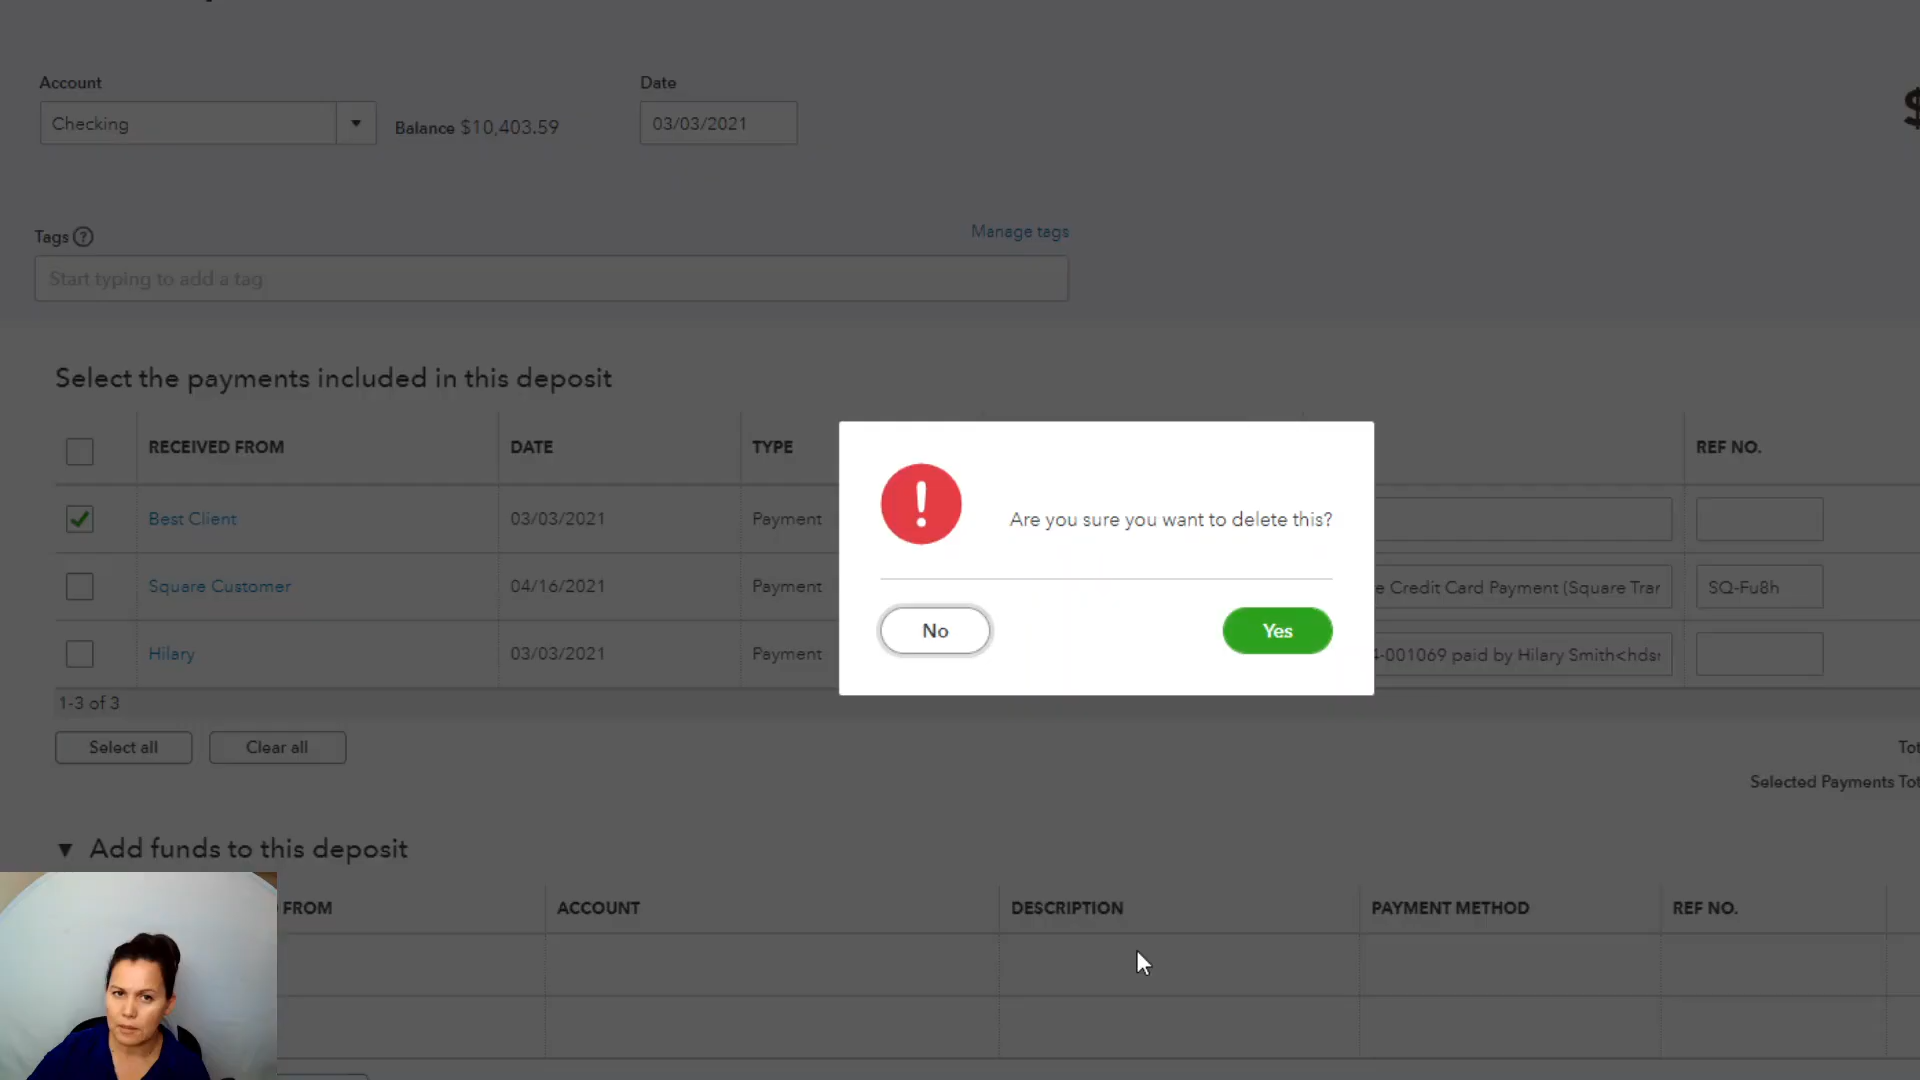 Account
Date
Checking
Balance $10,403.59
03/03/2021
$
Tags ?
Manage tags
Start typing to add a tag
Select the payments included in this deposit
RECEIVED FROM
DATE
TYPE
REF NO.
Best Client
03/03/2021
Payment
Are you sure you want to delete this?
Square Customer
04/16/2021
Payment
e Credit Card Payment (Square Tran
SQ-Fu8h
No
Yes
Hilary
03/03/2021
Payment
-001069 paid by Hilary Smith<hds
1-3 of 3
Select all
Clear all
Tot
Selected Payments Tot
Add funds to this deposit
FROM
ACCOUNT
DESCRIPTION
PAYMENT METHOD
REF NO.